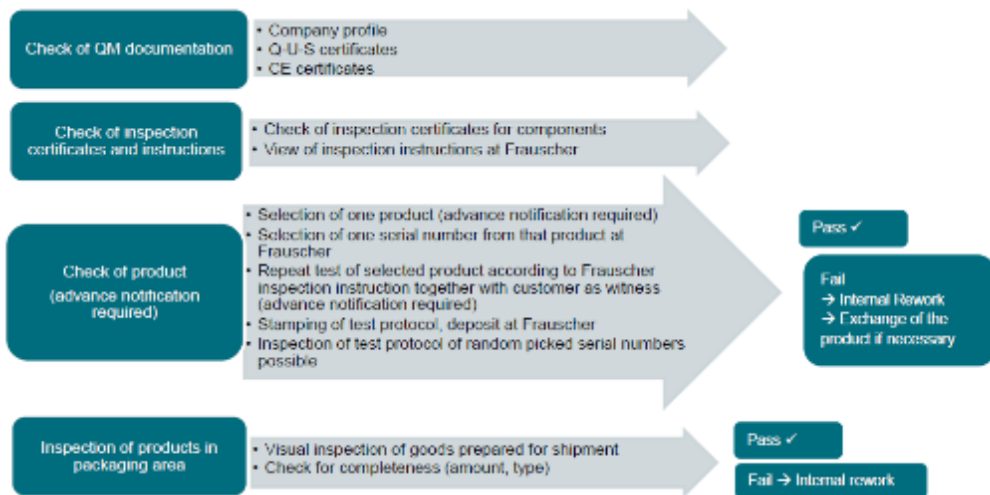 Check of QM documentation
• Company profile
• Q-U-S certificates
• CE certificates
Check of inspection
certificates and instructions
• Check of inspection certificates for components
• View of inspection instructions at Frauscher
Check of product
(advance notification
required)
• Selection of one product (advance notification required)
• Selection of one serial number from that product at
Frauscher
• Repeat test of selected product according to Frauscher
inspection instruction together with customer as witness
(advance notification required)
• Stamping of test protocol, deposit at Frauscher
• Inspection of test protocol of random picked serial numbers
possible
Pass ✓
Fail
→ Internal Rework
→ Exchange of the
product if necessary
Inspection of products in
packaging area
• Visual inspection of goods prepared for shipment
• Check for completeness (amount, type)
Pass ✓
Fail → Internal rework